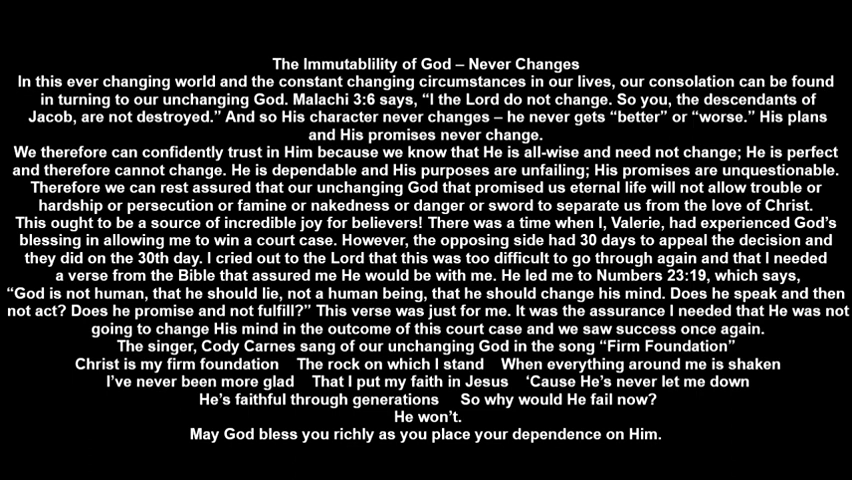 The Immutablility of God – Never Changes
In this ever changing world and the constant changing circumstances in our lives, our consolation can be found
in turning to our unchanging God. Malachi 3:6 says, “I the Lord do not change. So you, the descendants of
Jacob, are not destroyed.” And so His character never changes – he never gets “better” or “worse.” His plans
and His promises never change.
We therefore can confidently trust in Him because we know that He is all-wise and need not change; He is perfect
and therefore cannot change. He is dependable and His purposes are unfailing; His promises are unquestionable.
Therefore we can rest assured that our unchanging God that promised us eternal life will not allow trouble or
hardship or persecution or famine or nakedness or danger or sword to separate us from the love of Christ.
This ought to be a source of incredible joy for believers! There was a time when I, Valerie, had experienced God’s
blessing in allowing me to win a court case. However, the opposing side had 30 days to appeal the decision and
they did on the 30th day. I cried out to the Lord that this was too difficult to go through again and that I needed
a verse from the Bible that assured me He would be with me. He led me to Numbers 23:19, which says,
“God is not human, that he should lie, not a human being, that he should change his mind. Does he speak and then
not act? Does he promise and not fulfill?” This verse was just for me. It was the assurance I needed that He was not
going to change His mind in the outcome of this court case and we saw success once again.
The singer, Cody Carnes sang of our unchanging God in the song “Firm Foundation”
Christ is my firm foundation The rock on which I stand When everything around me is shaken
I’ve never been more glad That I put my faith in Jesus ‘Cause He’s never let me down
He’s faithful through generations So why would He fail now?
He won’t.
May God bless you richly as you place your dependence on Him.